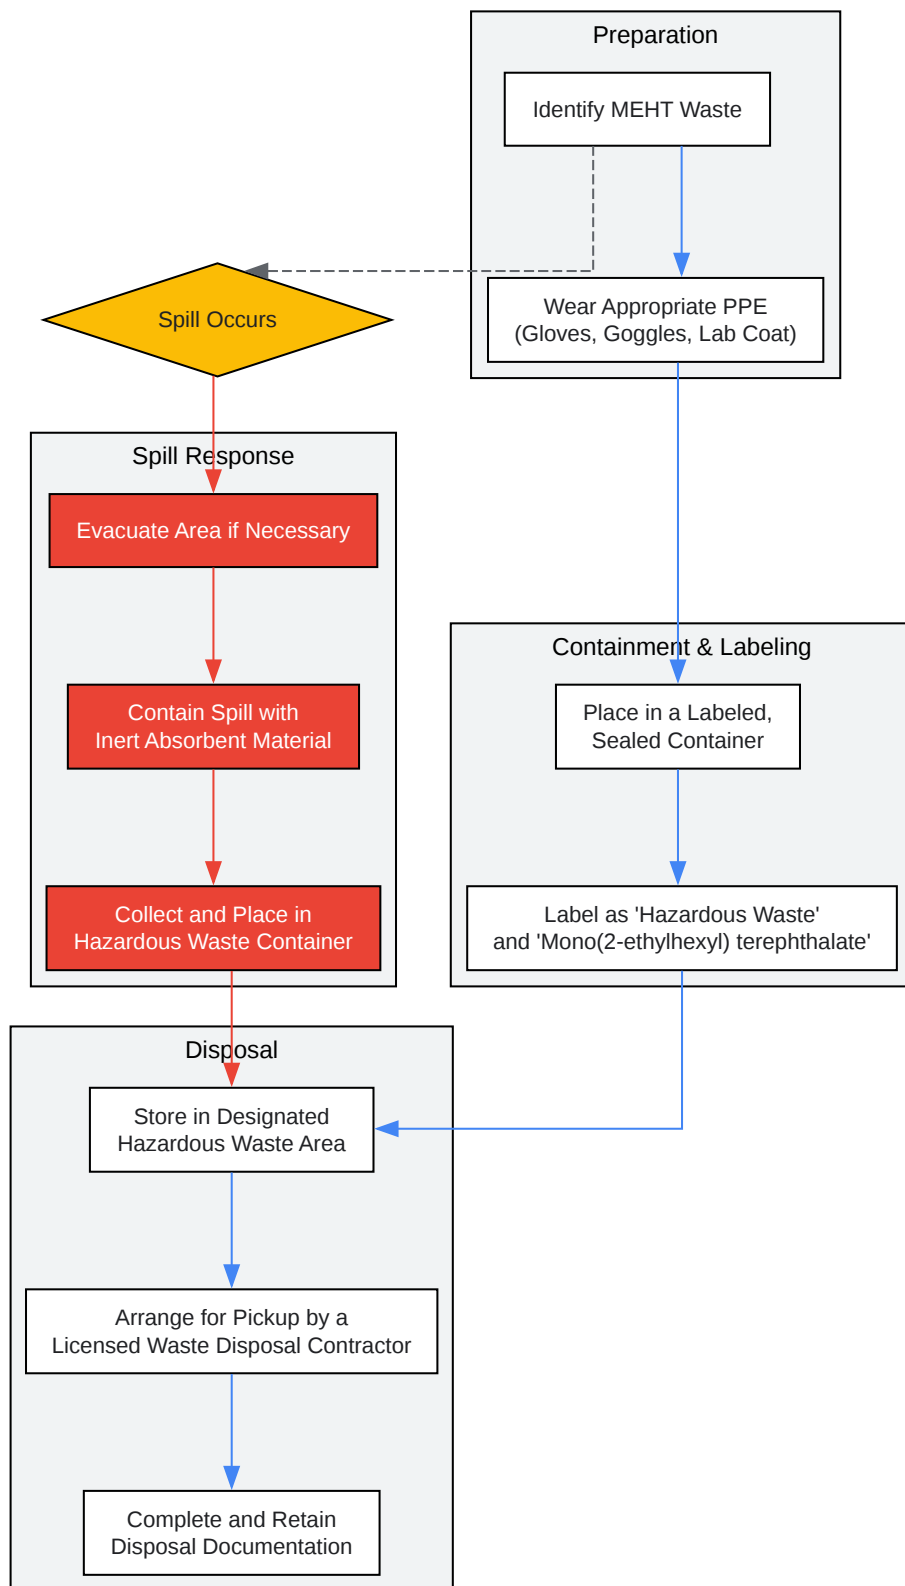 Preparation
Identify MEHT Waste
Wear Appropriate PPE
(Gloves, Goggles, Lab Coat)
Spill Occurs
Spill Response
Evacuate Area if Necessary
Contain Spill with
Inert Absorbent Material
Collect and Place in
Hazardous Waste Container
Containment & Labeling
Place in a Labeled,
Sealed Container
Label as 'Hazardous Waste'
and 'Mono(2-ethylhexyl) terephthalate'
Disposal
Store in Designated
Hazardous Waste Area
Arrange for Pickup by a
Licensed Waste Disposal Contractor
Complete and Retain
Disposal Documentation